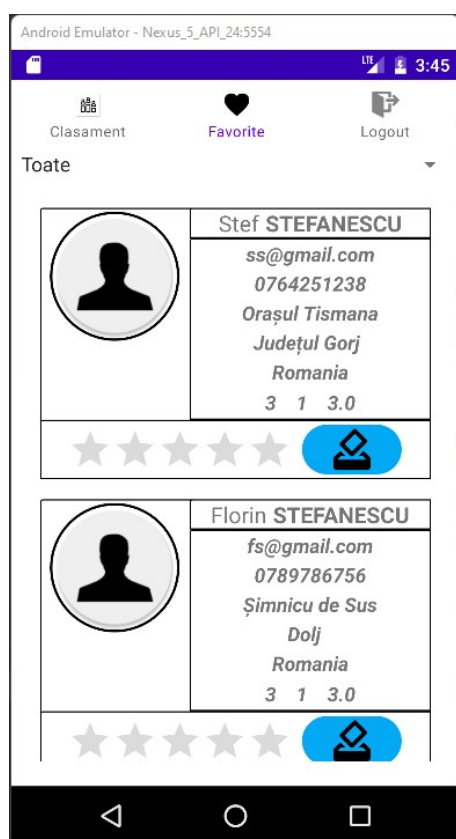 Android Emulator - Nexus_5_API_24:5554
LTE 3:45
Clasament Favorite Logout
Toate
Stef STEFANESCU
ss@gmail.com
0764251238
Orașul Tismana
Județul Gorj
Romania
3 1 3.0
Florin STEFANESCU
fs@gmail.com
0789786756
Șimnicu de Sus
Dolj
Romania
3 1 3.0